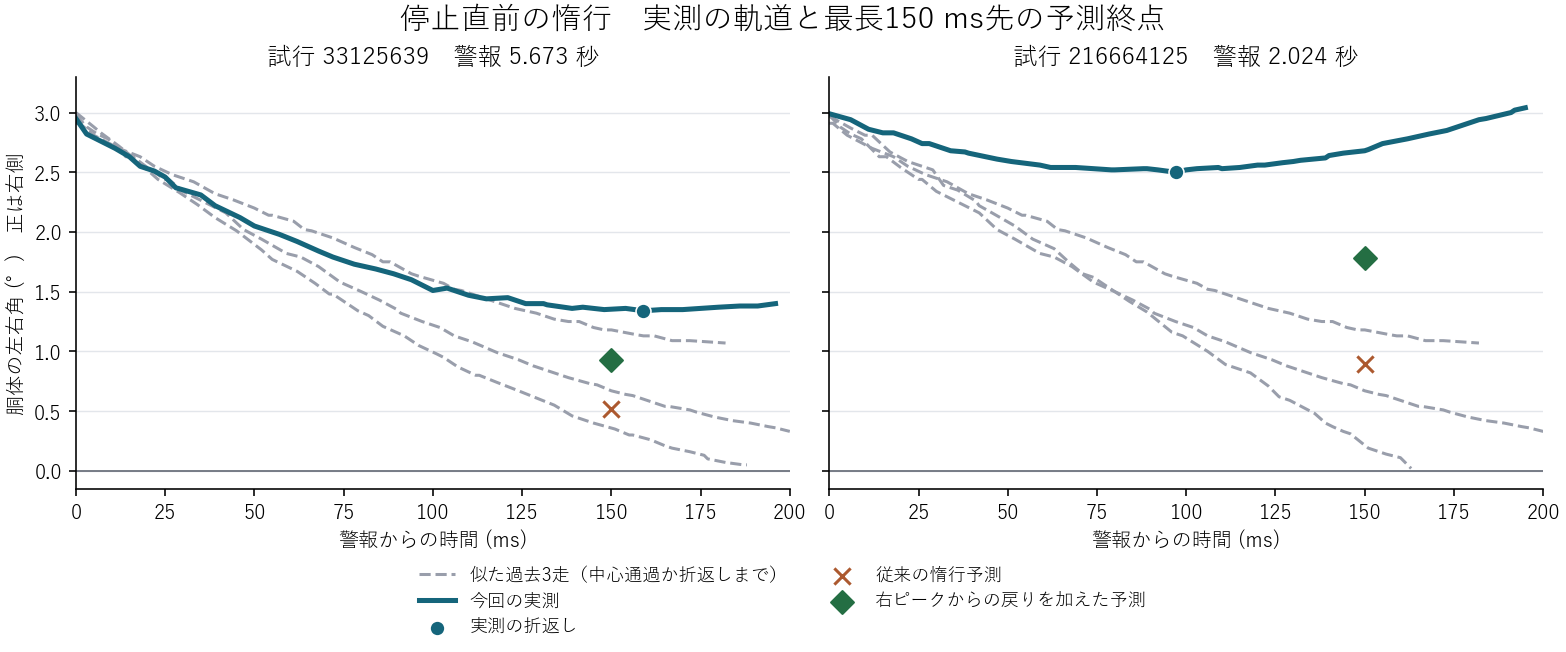 停止直前の惰行　実測の軌道と最長150 ms先の予測終点
試行 33125639　警報 5.673 秒
試行 216664125　警報 2.024 秒
胴体の左右角 (° )　正は右側
3.0
2.5
2.0
1.5
1.0
0.5
0.0
0 25 50 75 100 125 150 175 200
0 25 50 75 100 125 150 175 200
警報からの時間 (ms)
警報からの時間 (ms)
似た過去3走（中心通過か折返しまで）
今回の実測
実測の折返し
従来の惰行予測
右ピークからの戻りを加えた予測